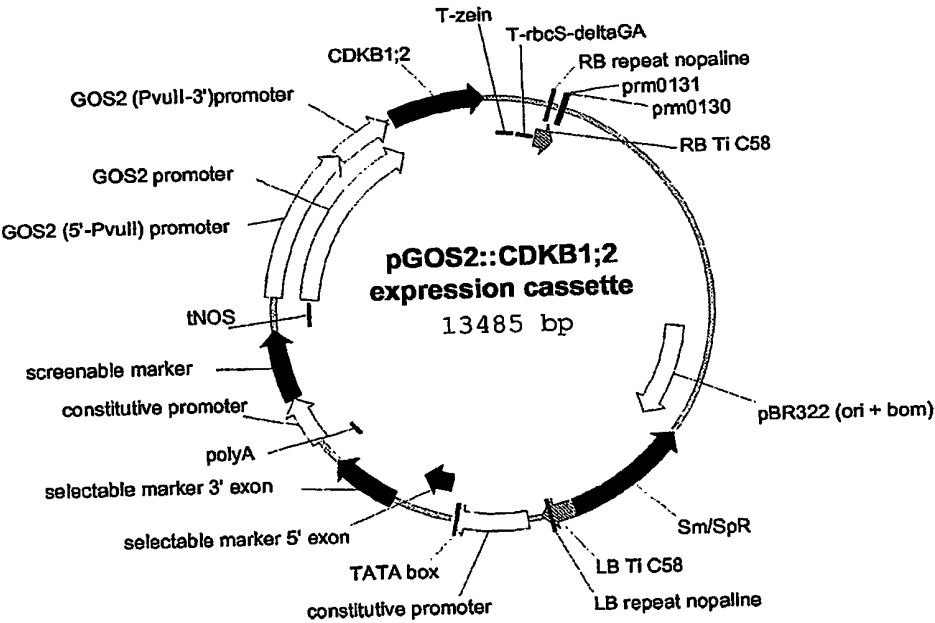 T-zein
T-rbcS-deltaGA
CDKB1;2
RB repeat nopaline
prm0131
GOS2 (PvuII-3')promoter
prm0130
RB Ti C58
GOS2 promoter
GOS2 (5'-PvuII) promoter
pGOS2::CDKB1;2
expression cassette
13485 bp
tNOS
screenable marker
constitutive promoter
pBR322 (ori + bom)
polyA
selectable marker 3' exon
Sm/SpR
selectable marker 5' exon
LB Ti C58
TATA box
LB repeat nopaline
constitutive promoter